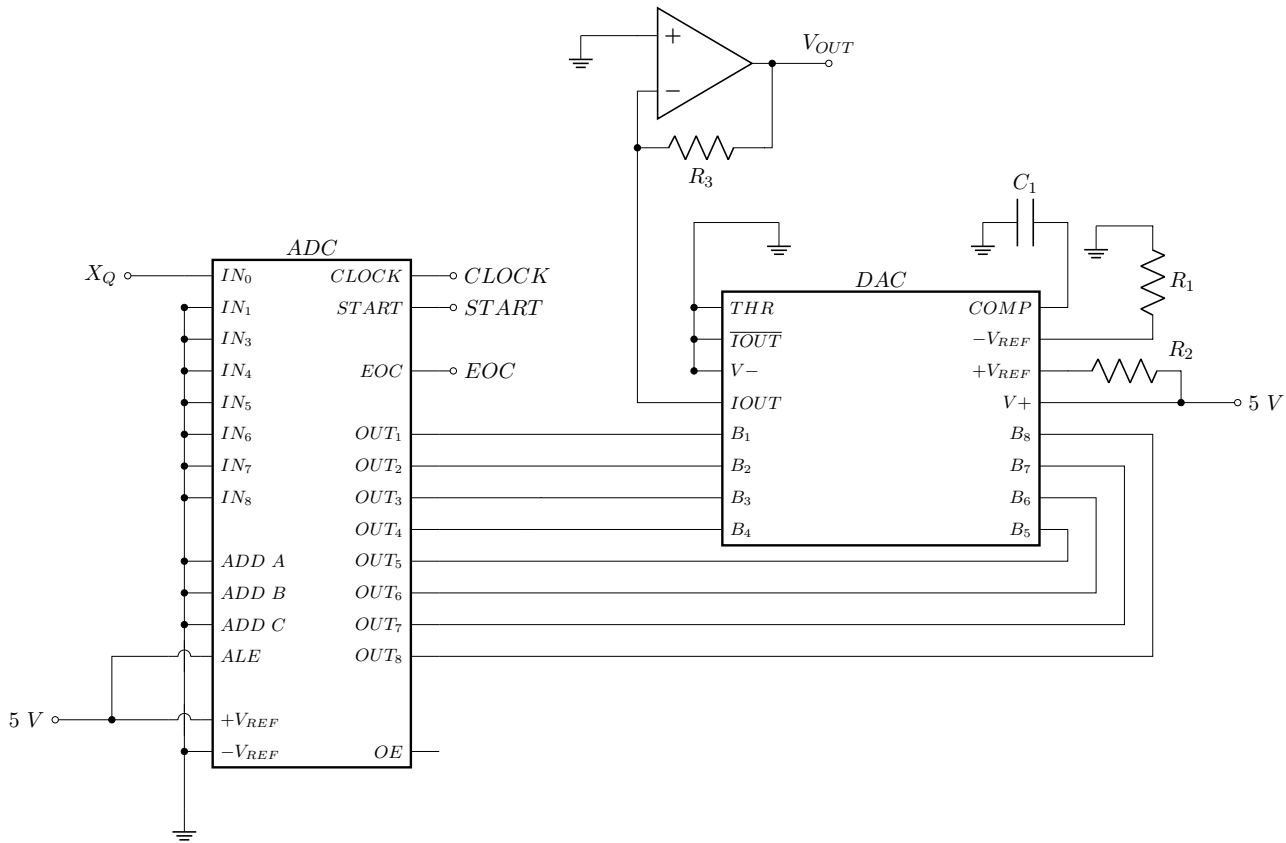 +
−
V_OUT
R_3
C_1
R_1
R_2
ADC
X_Q
IN_0
IN_1
IN_3
IN_4
IN_5
IN_6
IN_7
IN_8
ADD A
ADD B
ADD C
ALE
5 V
+V_REF
−V_REF
CLOCK
CLOCK
START
START
EOC
EOC
OUT_1
OUT_2
OUT_3
OUT_4
OUT_5
OUT_6
OUT_7
OUT_8
OE
DAC
THR
I̅O̅U̅T̅
V−
IOUT
B_1
B_2
B_3
B_4
COMP
−V_REF
+V_REF
V+
5 V
B_8
B_7
B_6
B_5